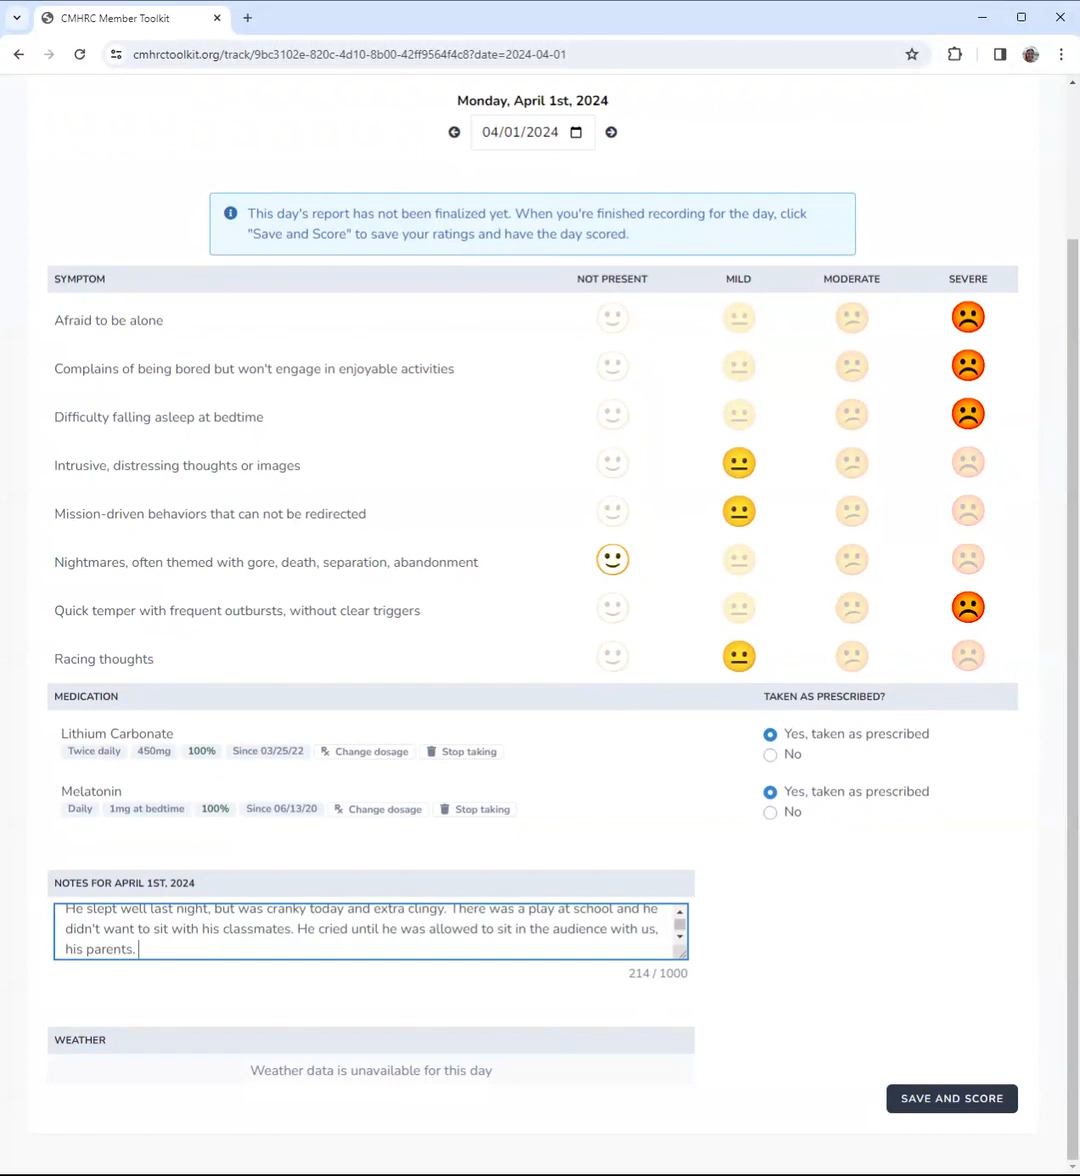 CMHRC Member Toolkit
cmhrctoolkit.org/track/9bc3102e-820c-4d10-8b00-42ff9564f4c8?date=2024-04-01
Monday, April 1st, 2024
04/01/2024
This day's report has not been finalized yet. When you're finished recording for the day, click
"Save and Score" to save your ratings and have the day scored.
SYMPTOM NOT PRESENT MILD MODERATE SEVERE
Afraid to be alone
Complains of being bored but won't engage in enjoyable activities
Difficulty falling asleep at bedtime
Intrusive, distressing thoughts or images
Mission-driven behaviors that can not be redirected
Nightmares, often themed with gore, death, separation, abandonment
Quick temper with frequent outbursts, without clear triggers
Racing thoughts
MEDICATION TAKEN AS PRESCRIBED?
Lithium Carbonate Yes, taken as prescribed
Twice daily 450mg 100% Since 03/25/22 Change dosage Stop taking No
Melatonin Yes, taken as prescribed
Daily 1mg at bedtime 100% Since 06/13/20 Change dosage Stop taking No
NOTES FOR APRIL 1ST, 2024
He slept well last night, but was cranky today and extra clingy. There was a play at school and he
didn't want to sit with his classmates. He cried until he was allowed to sit in the audience with us,
his parents.
214 / 1000
WEATHER
Weather data is unavailable for this day
SAVE AND SCORE